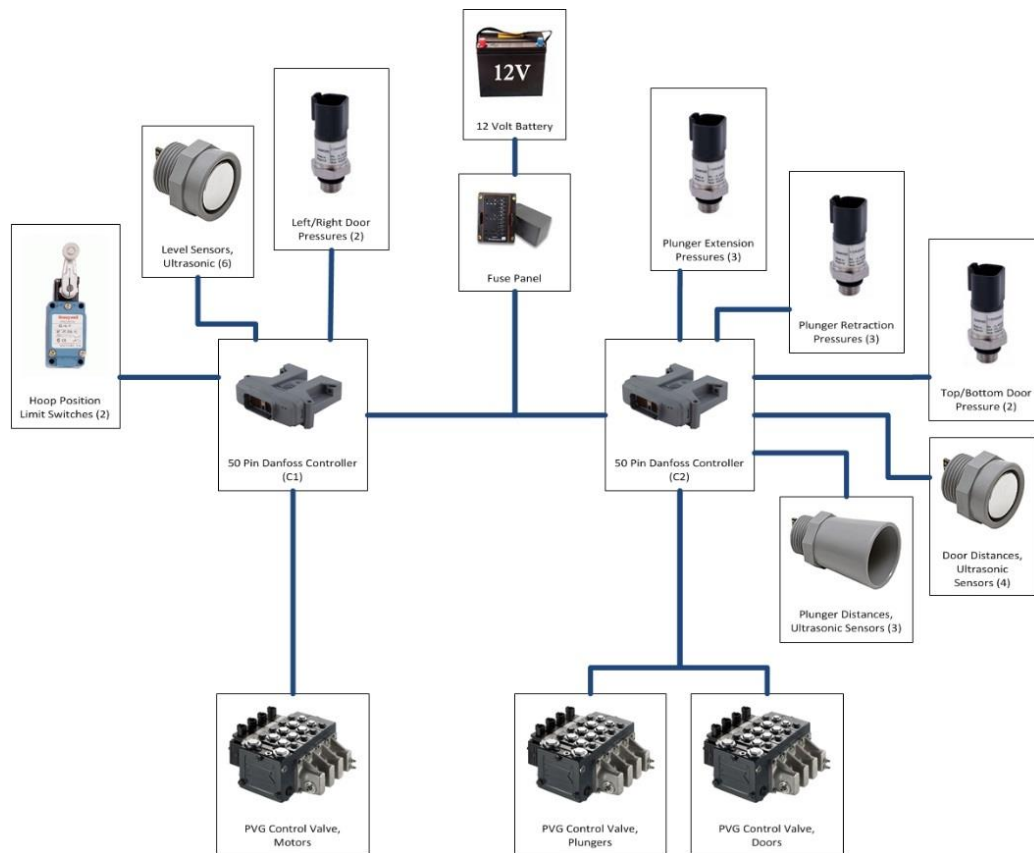 12V
12 Volt Battery
Left/Right Door
Pressures (2)
Level Sensors,
Ultrasonic (6)
Hoop Position
Limit Switches (2)
Honeywell
Fuse Panel
Plunger Extension
Pressures (3)
Plunger Retraction
Pressures (3)
Top/Bottom Door
Pressure (2)
50 Pin Danfoss Controller
(C1)
50 Pin Danfoss Controller
(C2)
Door Distances,
Ultrasonic
Sensors (4)
Plunger Distances,
Ultrasonic Sensors (3)
PVG Control Valve,
Motors
PVG Control Valve,
Plungers
PVG Control Valve,
Doors